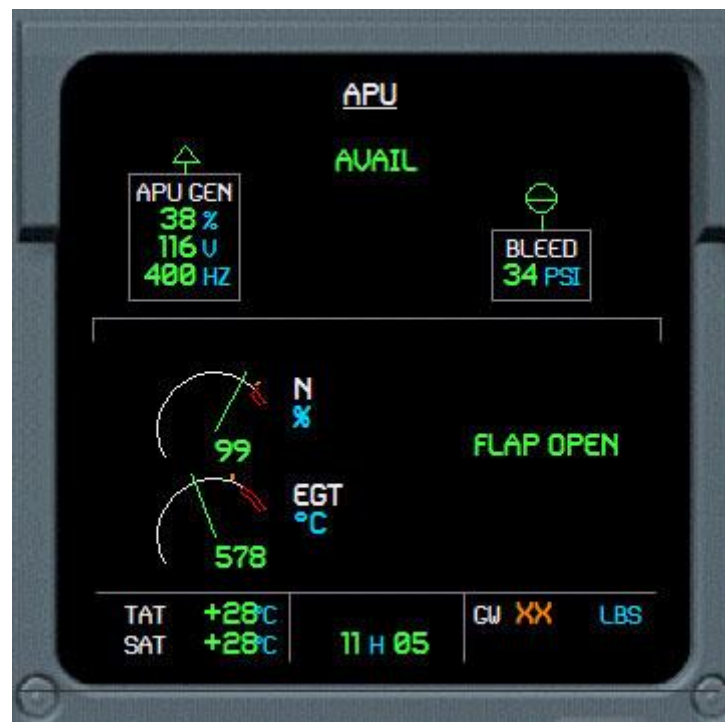 APU
AVAIL
APU GEN
38 %
116 V
400 HZ
BLEED
34 PSI
N
%
99
FLAP OPEN
EGT
°C
578
TAT +28°C
SAT +28°C
11 H 05
GW XX LBS